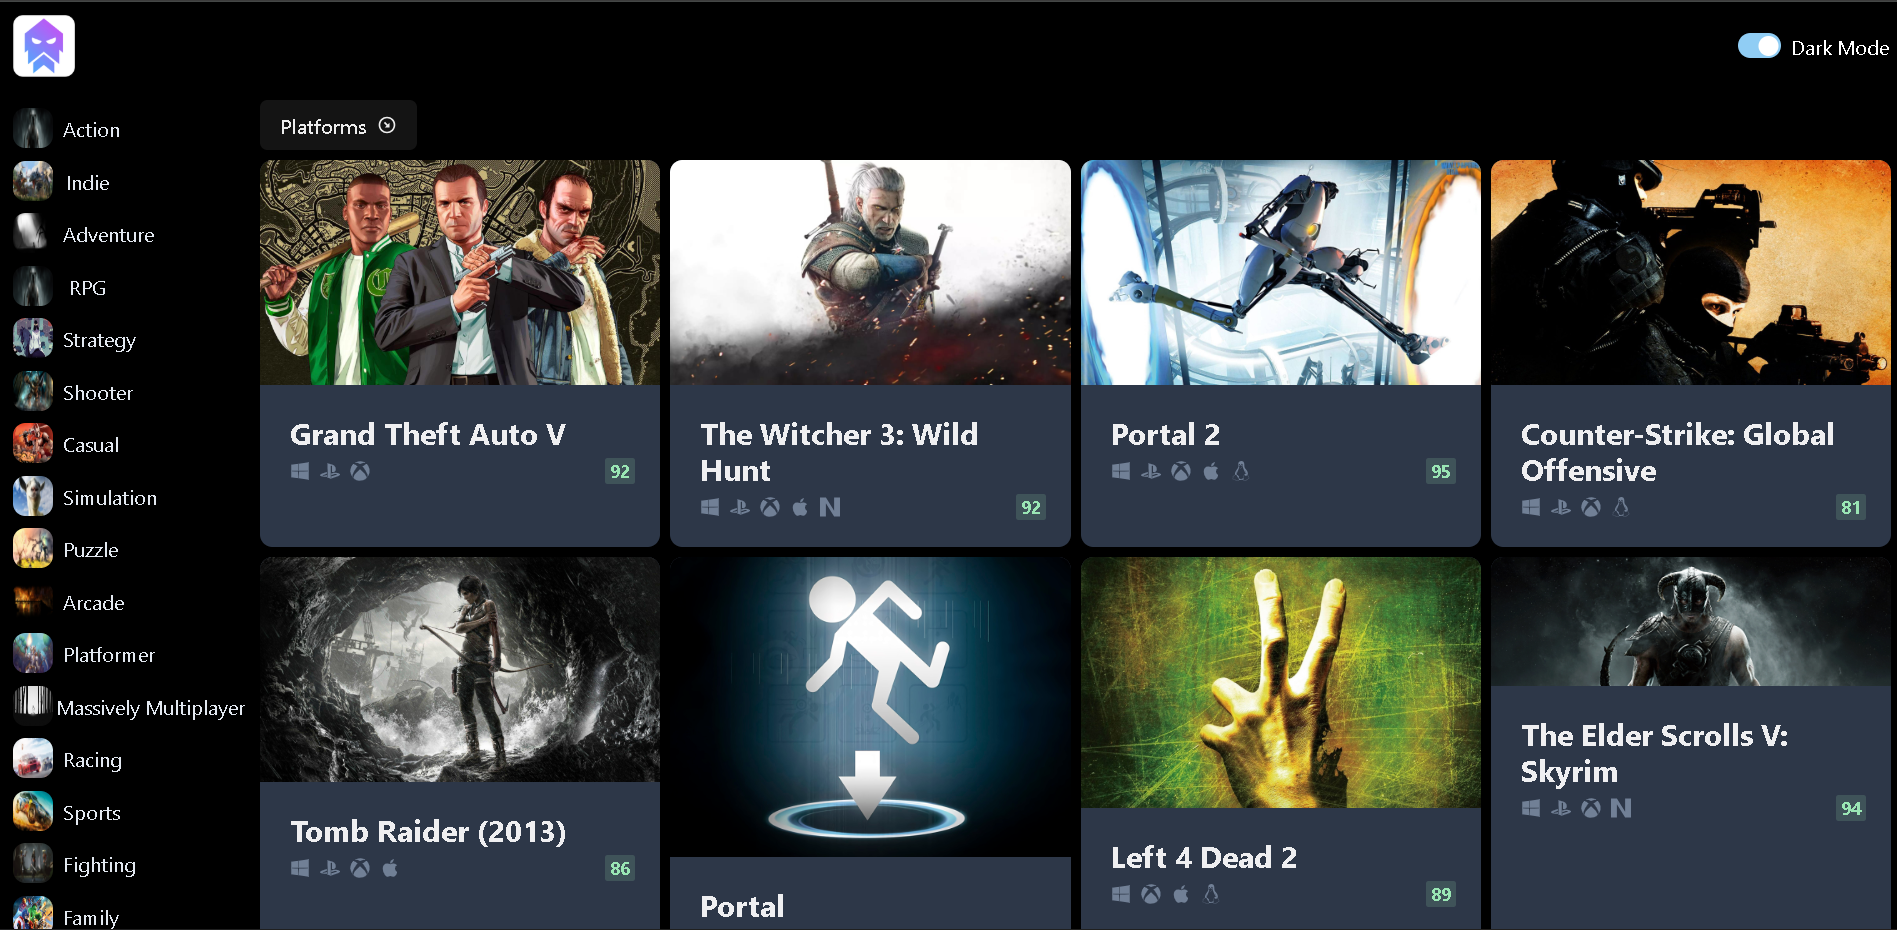 Dark Mode
Platforms
Action
Indie
Adventure
RPG
Strategy
Shooter
Casual
Simulation
Puzzle
Arcade
Platformer
Massively Multiplayer
Racing
Sports
Fighting
Family
Grand Theft Auto V
92
The Witcher 3: Wild
Hunt
92
Portal 2
95
Counter-Strike: Global
Offensive
81
Tomb Raider (2013)
86
Portal
Left 4 Dead 2
89
The Elder Scrolls V:
Skyrim
94